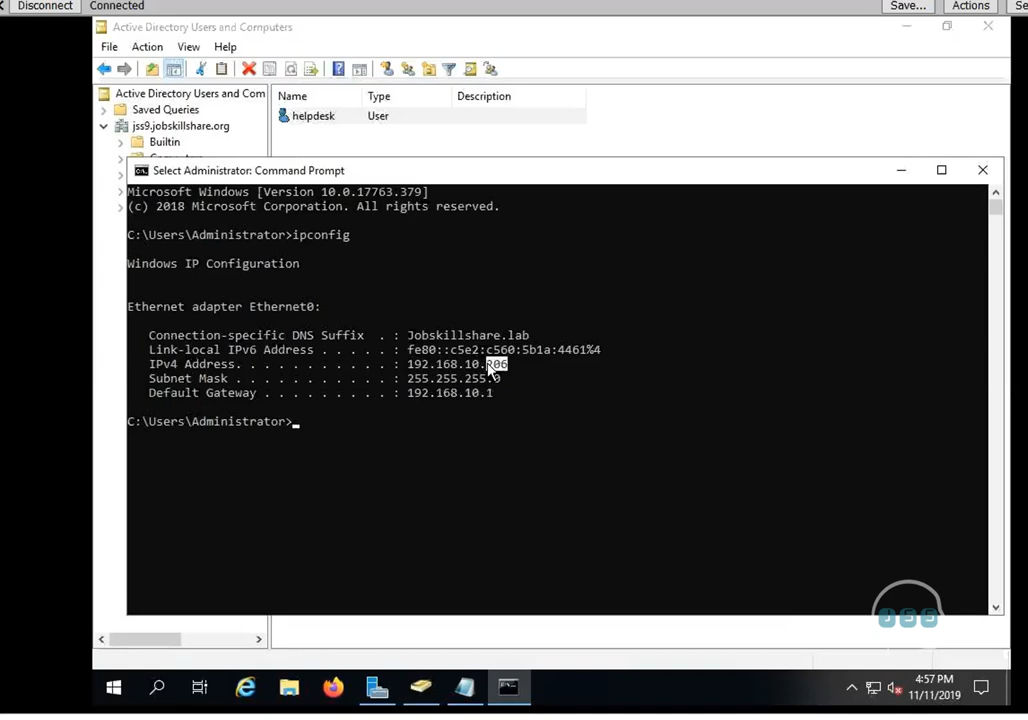 Disconnect Connected Save... Actions
Active Directory Users and Computers
File Action View Help
Active Directory Users and Com
Name Type Description
Saved Queries
helpdesk User
jss9.jobskillshare.org
Builtin
Select Administrator: Command Prompt
Microsoft Windows [Version 10.0.17763.379]
(c) 2018 Microsoft Corporation. All rights reserved.
C:\Users\Administrator>ipconfig
Windows IP Configuration
Ethernet adapter Ethernet0:
Connection-specific DNS Suffix . : Jobskillshare.lab
Link-local IPv6 Address . . . . . : fe80::c5e2:c560:5b1a:4461%4
IPv4 Address. . . . . . . . . . . : 192.168.10.206
Subnet Mask . . . . . . . . . . . : 255.255.255.0
Default Gateway . . . . . . . . . : 192.168.10.1
C:\Users\Administrator>
JSS
4:57 PM
11/11/2019